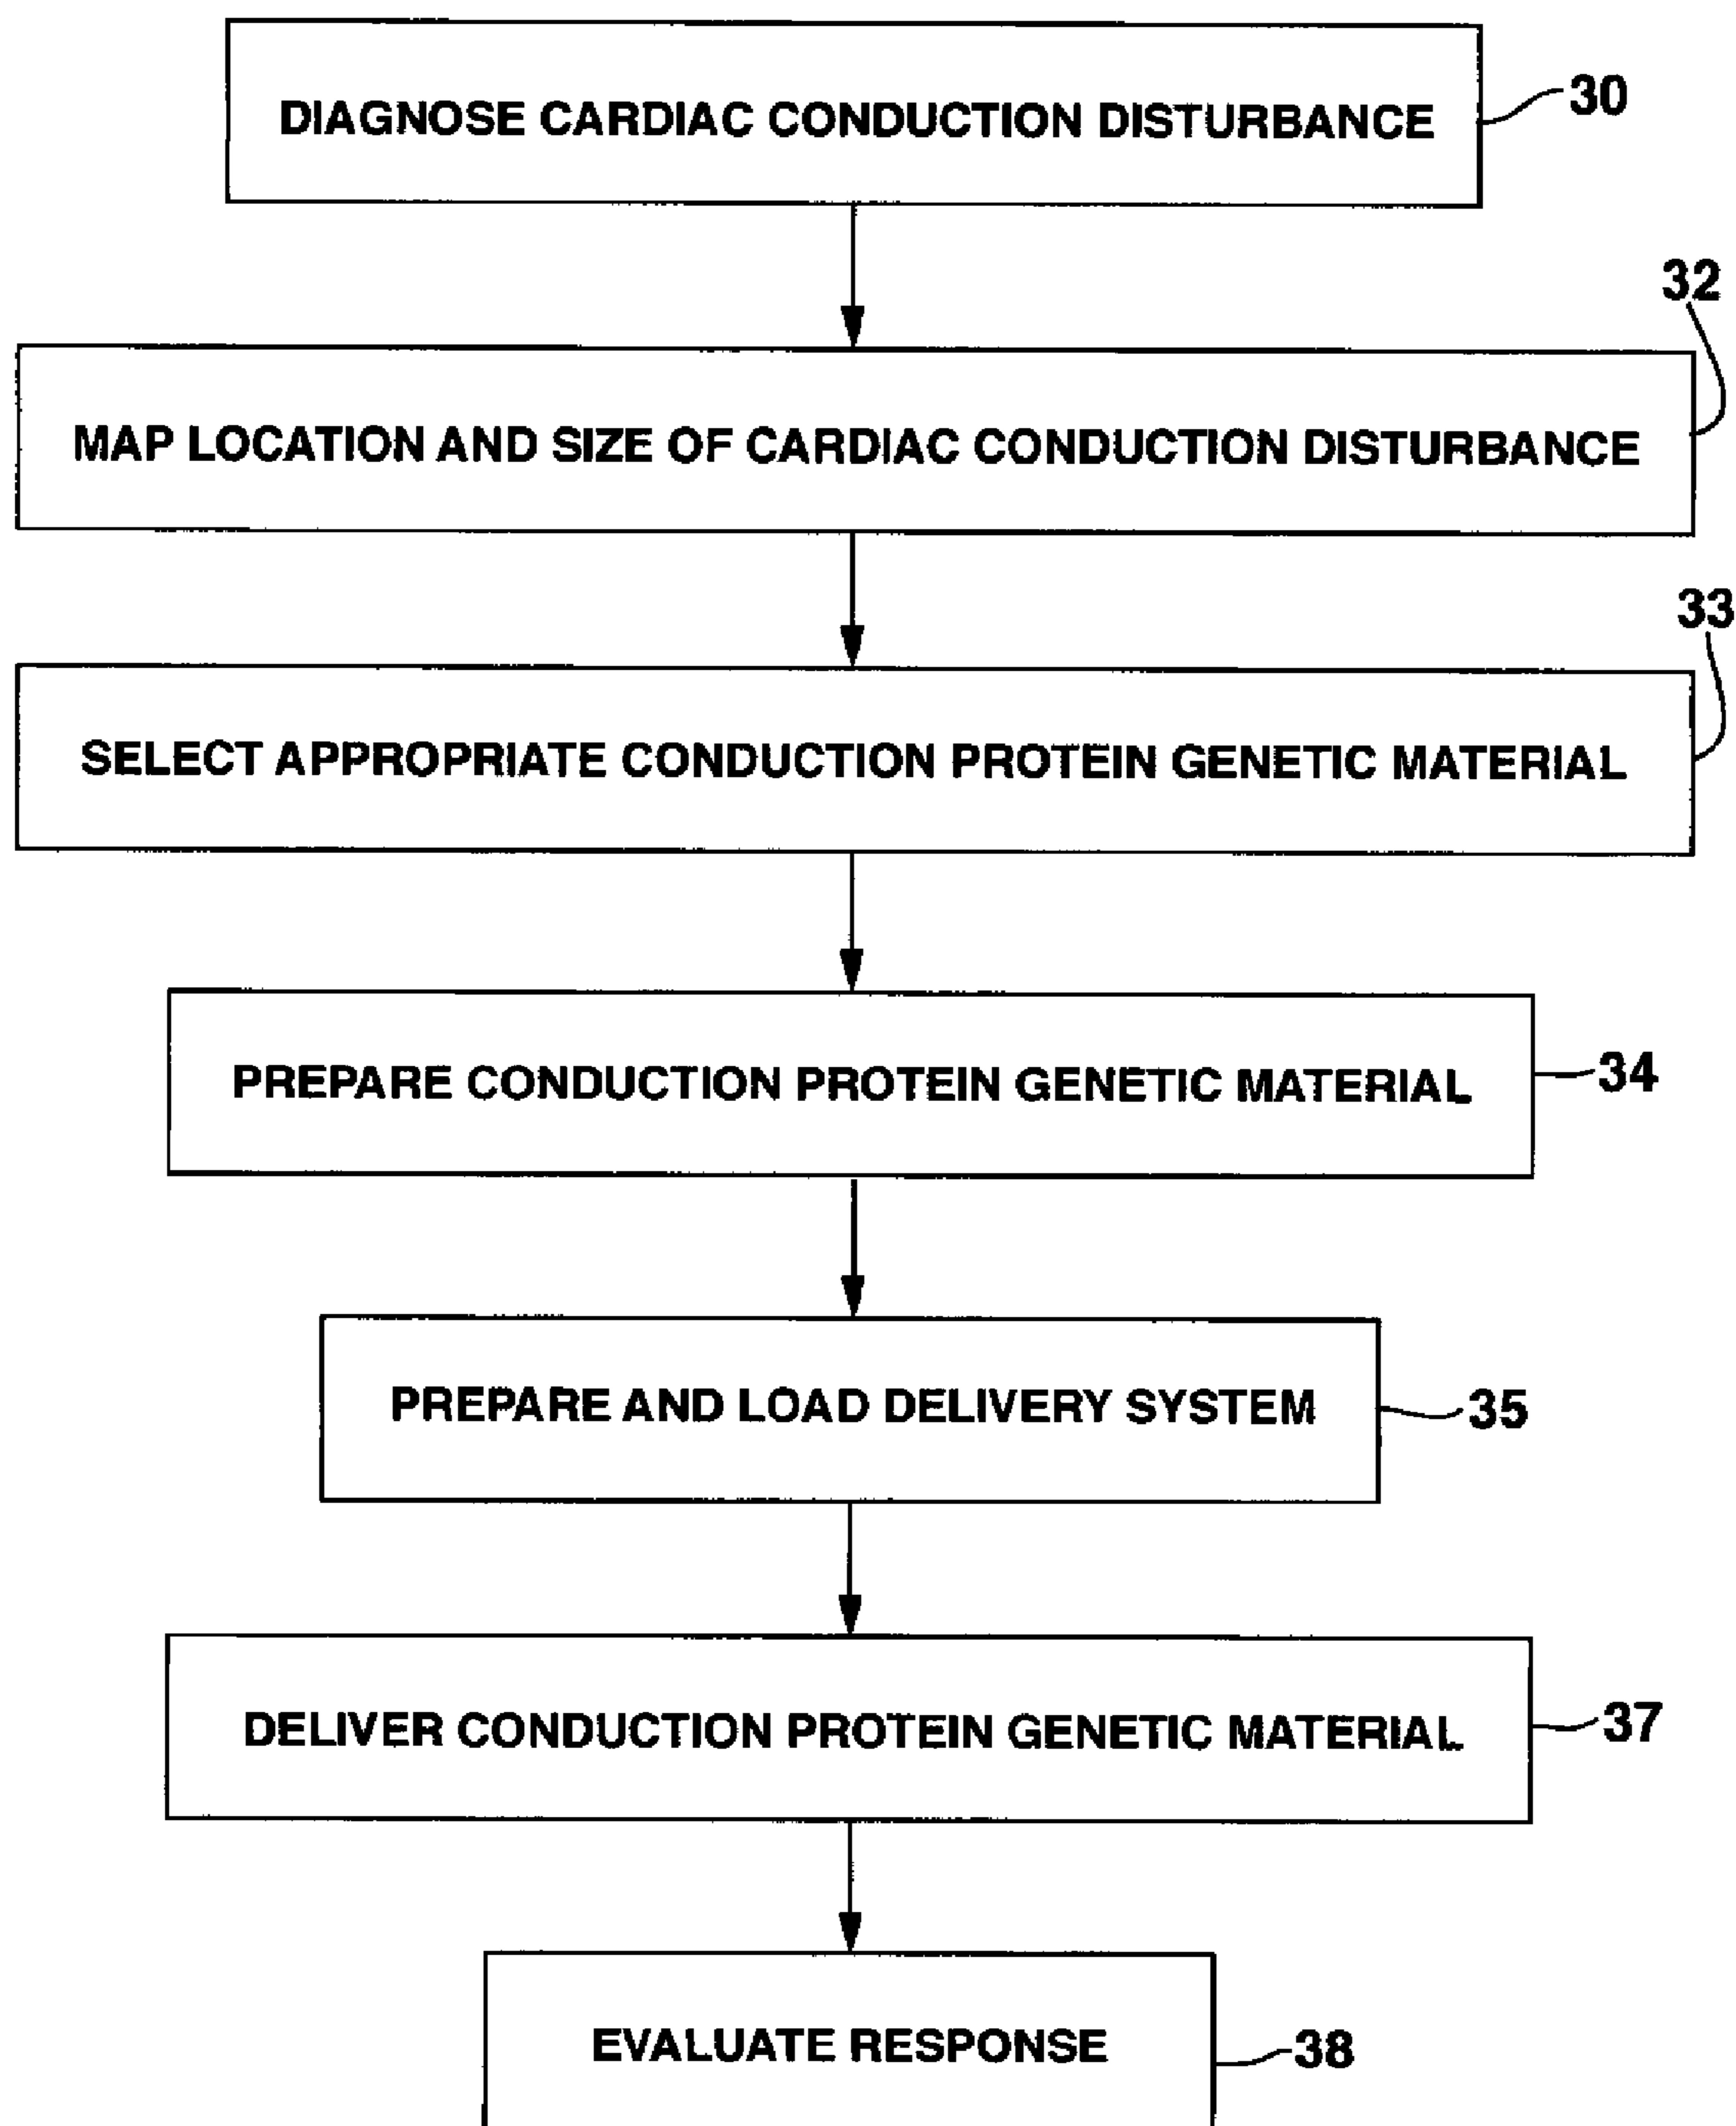 DIAGNOSE CARDIAC CONDUCTION DISTURBANCE
30
32
MAP LOCATION AND SIZE OF CARDIAC CONDUCTION DISTURBANCE
33
SELECT APPROPRIATE CONDUCTION PROTEIN GENETIC MATERIAL
PREPARE CONDUCTION PROTEIN GENETIC MATERIAL
34
PREPARE AND LOAD DELIVERY SYSTEM
35
DELIVER CONDUCTION PROTEIN GENETIC MATERIAL
37
EVALUATE RESPONSE
38